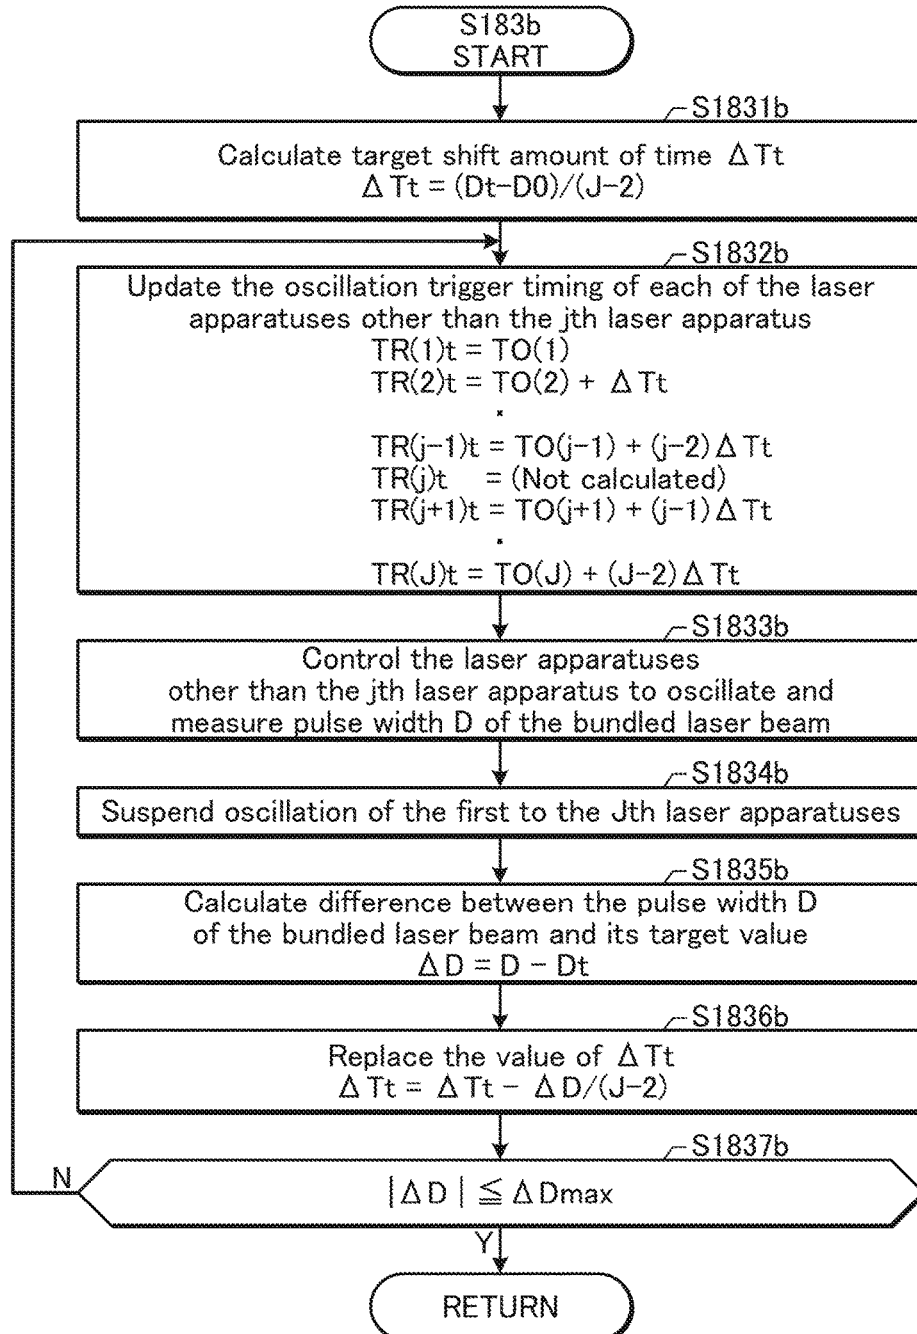 S183b
START
S1831b
Calculate target shift amount of time ΔTt
ΔTt = (Dt-D0)/(J-2)
S1832b
Update the oscillation trigger timing of each of the laser
apparatuses other than the jth laser apparatus
TR(1)t = TO(1)
TR(2)t = TO(2) + ΔTt
·
TR(j-1)t = TO(j-1) + (j-2)ΔTt
TR(j)t = (Not calculated)
TR(j+1)t = TO(j+1) + (j-1)ΔTt
·
TR(J)t = TO(J) + (J-2)ΔTt
S1833b
Control the laser apparatuses
other than the jth laser apparatus to oscillate and
measure pulse width D of the bundled laser beam
S1834b
Suspend oscillation of the first to the Jth laser apparatuses
S1835b
Calculate difference between the pulse width D
of the bundled laser beam and its target value
ΔD = D - Dt
S1836b
Replace the value of ΔTt
ΔTt = ΔTt - ΔD/(J-2)
S1837b
N
|ΔD| ≦ ΔDmax
Y
RETURN